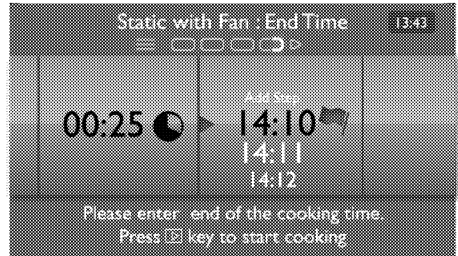 Static with Fan : End Time
13:43
Add Step
00:25
14:10
14:11
14:12
Please enter end of the cooking time.
Press key to start cooking